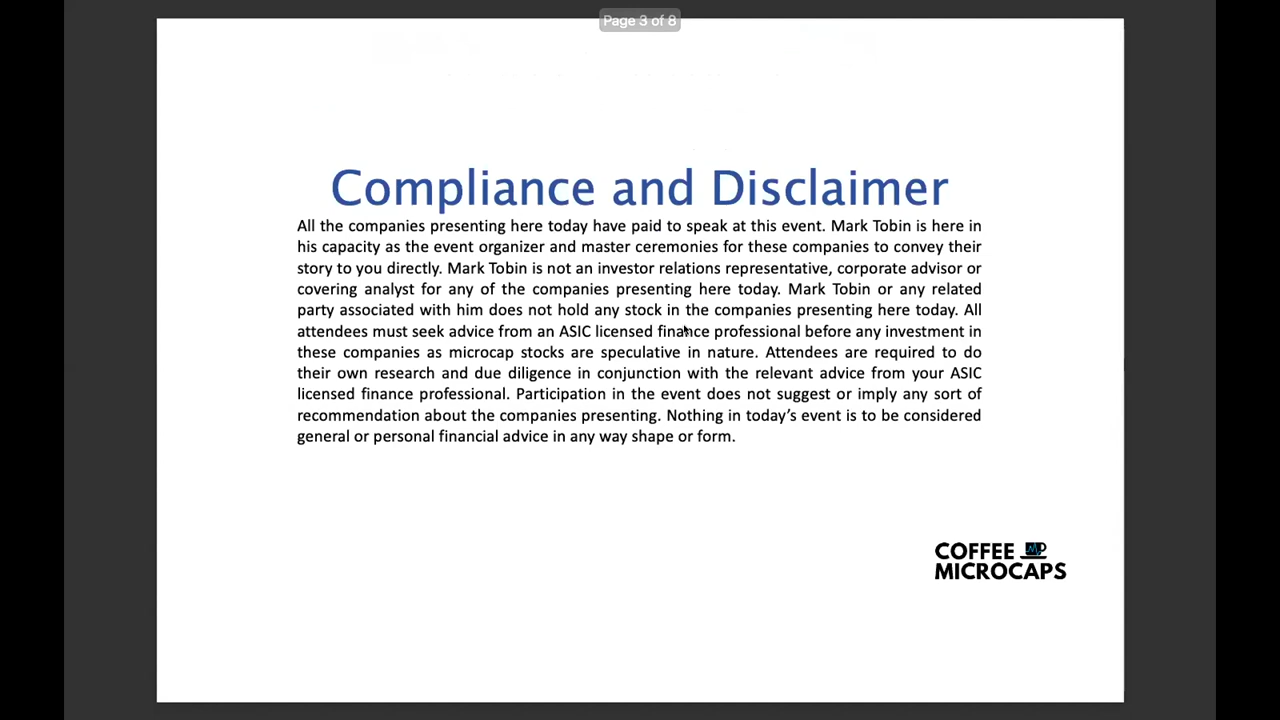 Page 3 of 8
Compliance and Disclaimer
All the companies presenting here today have paid to speak at this event. Mark Tobin is here in
his capacity as the event organizer and master ceremonies for these companies to convey their
story to you directly. Mark Tobin is not an investor relations representative, corporate advisor or
covering analyst for any of the companies presenting here today. Mark Tobin or any related
party associated with him does not hold any stock in the companies presenting here today. All
attendees must seek advice from an ASIC licensed finance professional before any investment in
these companies as microcap stocks are speculative in nature. Attendees are required to do
their own research and due diligence in conjunction with the relevant advice from your ASIC
licensed finance professional. Participation in the event does not suggest or imply any sort of
recommendation about the companies presenting. Nothing in today’s event is to be considered
general or personal financial advice in any way shape or form.
COFFEE
MICROCAPS